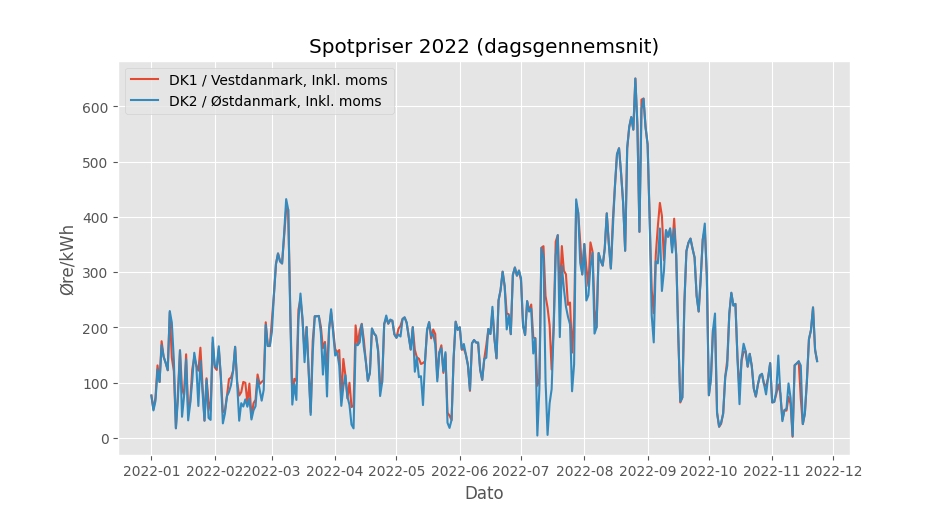 Spotpriser 2022 (dagsgennemsnit)
DK1 / Vestdanmark, Inkl. moms
DK2 / Østdanmark, Inkl. moms
Øre/kWh
600
500
400
300
200
100
0
2022-01 2022-02 2022-03 2022-04 2022-05 2022-06 2022-07 2022-08 2022-09 2022-10 2022-11 2022-12
Dato